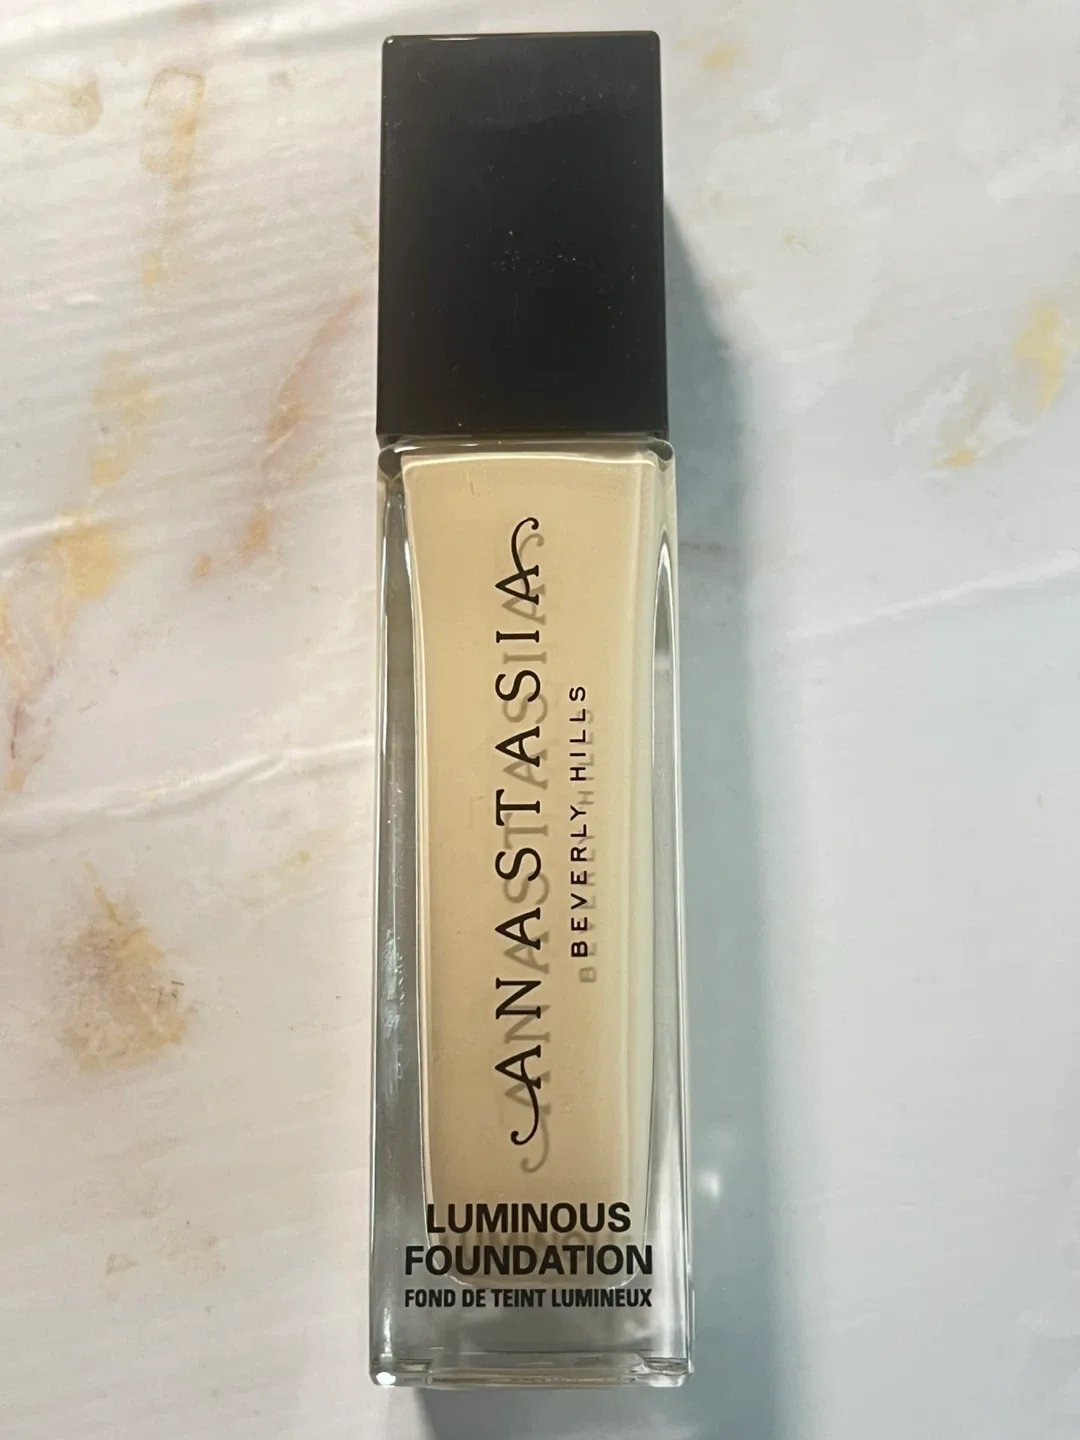 ANASTASIA
BEVERLY HILLS
LUMINOUS
FOUNDATION
FOND DE TEINT LUMINEUX